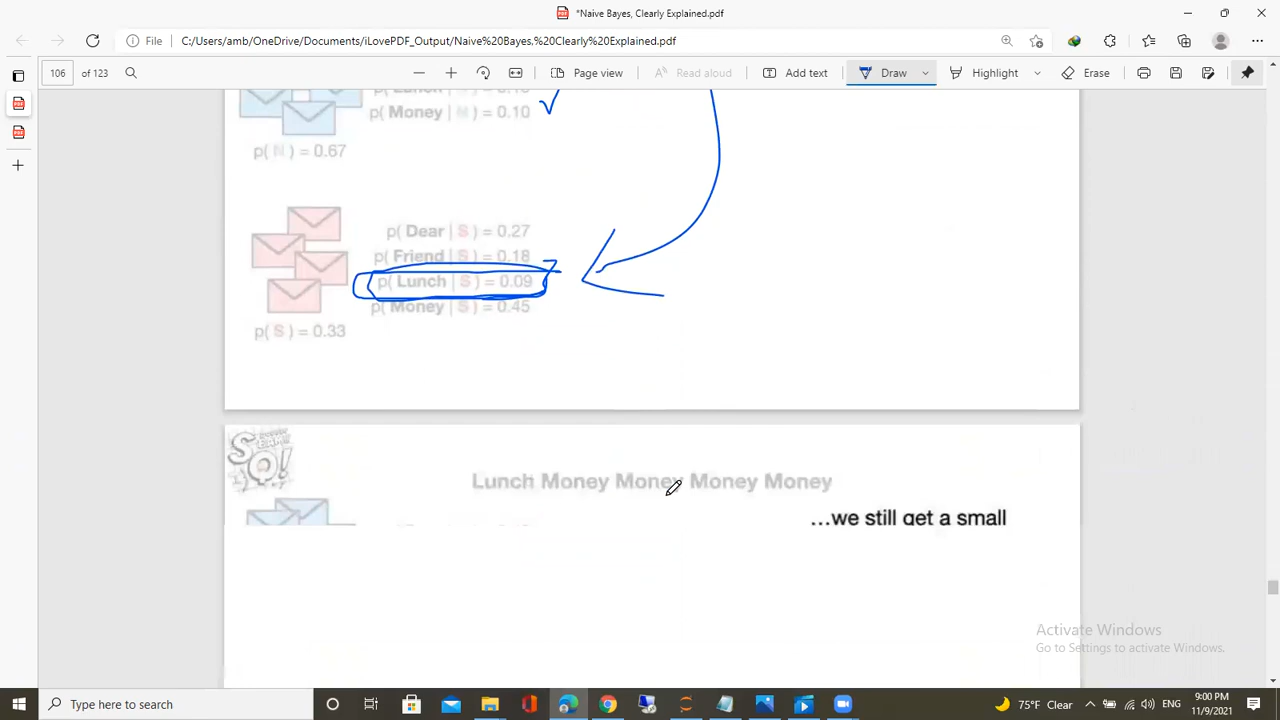 *Naive Bayes, Clearly Explained.pdf
File C:/Users/amb/OneDrive/Documents/iLovePDF_Output/Naive%20Bayes,%20Clearly%20Explained.pdf
106 of 123 Page view Read aloud Add text Draw Highlight Erase
p( Money | N ) = 0.10
p( N ) = 0.67
p( Dear | S ) = 0.27
p( Friend | S ) = 0.18
p( Lunch | S ) = 0.09
p( Money | S ) = 0.45
p( S ) = 0.33
Lunch Money Money Money Money
…we still get a small
Activate Windows
Go to Settings to activate Windows.
Type here to search
75°F Clear
ENG
9:00 PM
11/9/2021